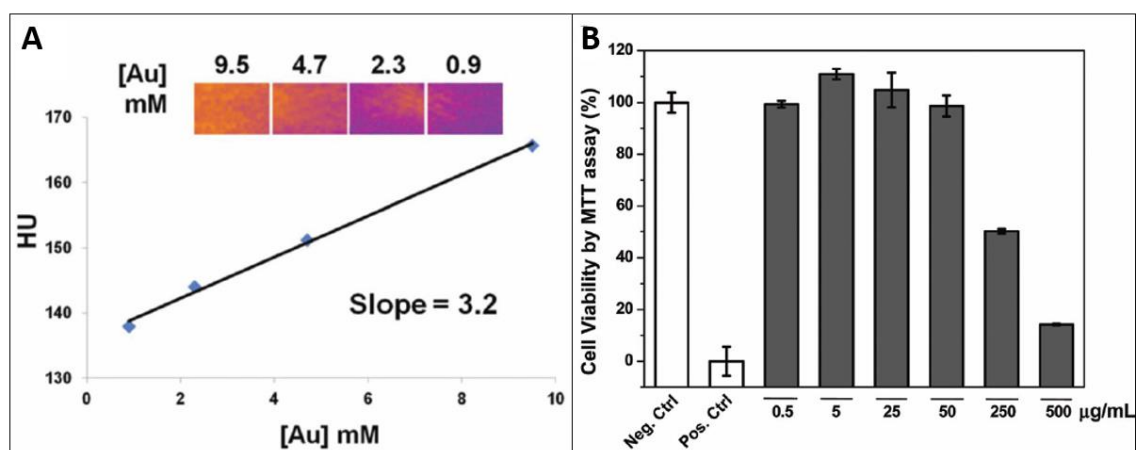 A
[Au] mM
9.5 4.7 2.3 0.9
170
160
150
140
130
HU
Slope = 3.2
0 2 4 6 8 10
[Au] mM
B
Cell Viability by MTT assay (%)
120
100
120
80
60
40
20
0
Neg. Ctrl
Pos. Ctrl
0.5 5 25 50 250 500 μg/mL